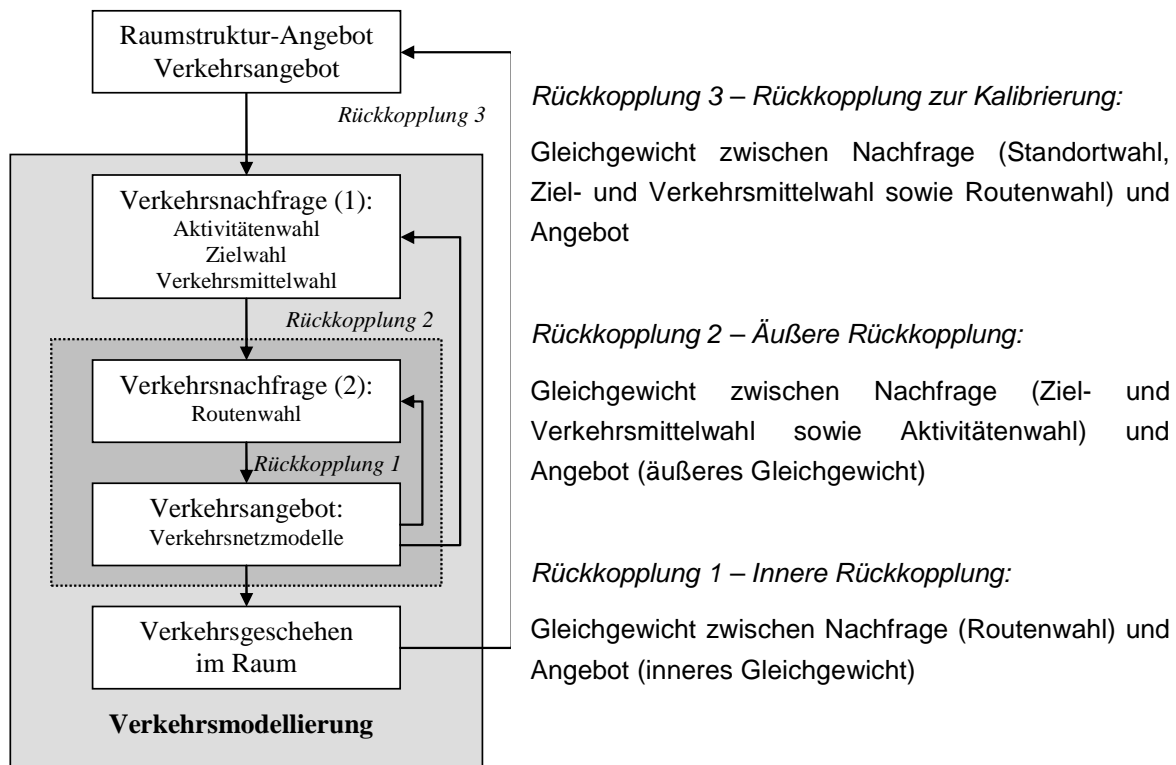 Raumstruktur-Angebot
Verkehrsangebot
Rückkopplung 3
Verkehrsnachfrage (1):
Aktivitätenwahl
Zielwahl
Verkehrsmittelwahl
Rückkopplung 2
Verkehrsnachfrage (2):
Routenwahl
Rückkopplung 1
Verkehrsangebot:
Verkehrsnetzmodelle
Verkehrsgeschehen
im Raum
Verkehrsmodellierung
Rückkopplung 3 – Rückkopplung zur Kalibrierung:
Gleichgewicht zwischen Nachfrage (Standortwahl,
Ziel- und Verkehrsmittelwahl sowie Routenwahl) und
Angebot
Rückkopplung 2 – Äußere Rückkopplung:
Gleichgewicht zwischen Nachfrage (Ziel- und
Verkehrsmittelwahl sowie Aktivitätenwahl) und
Angebot (äußeres Gleichgewicht)
Rückkopplung 1 – Innere Rückkopplung:
Gleichgewicht zwischen Nachfrage (Routenwahl) und
Angebot (inneres Gleichgewicht)